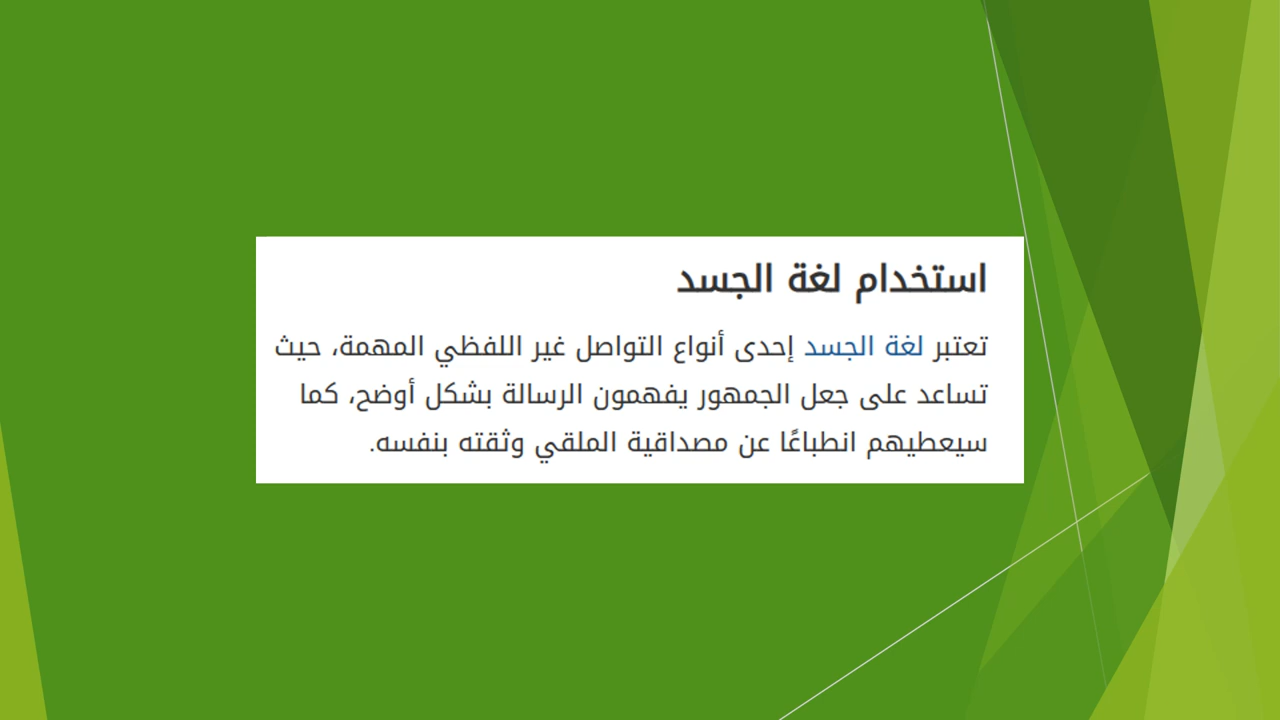 استخدام لغة الجسد
تعتبر لغة الجسد إحدى أنواع التواصل غير اللفظي المهمة، حيث
تساعد على جعل الجمهور يفهمون الرسالة بشكل أوضح، كما
سيعطيهم انطباعًا عن مصداقية الملقي وثقته بنفسه.